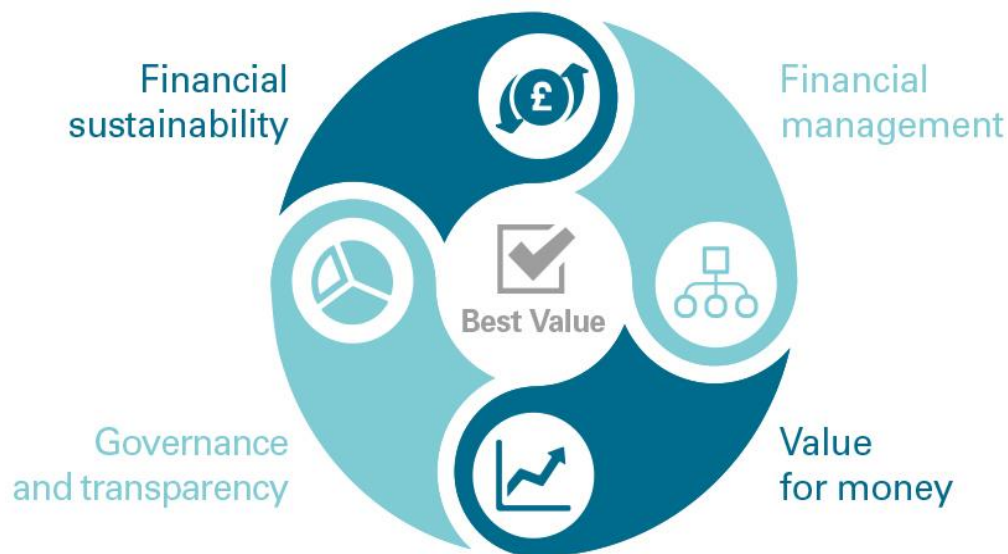 Financial
sustainability
Financial
management
£
Best Value
Governance
and transparency
Value
for money